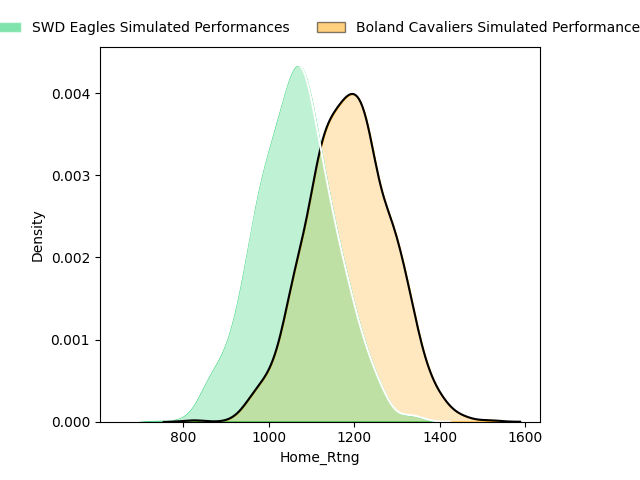 SWD Eagles Simulated Performances
Boland Cavaliers Simulated Performance
0.004
0.003
0.002
0.001
0.000
Density
800
1000
1200
1400
1600
Home_Rtng